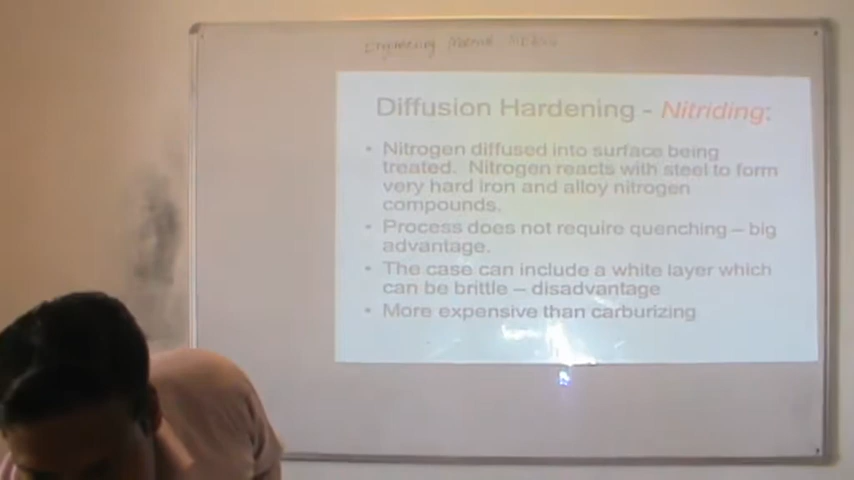 Engineering
Diffusion Hardening - Nitriding:
• Nitrogen diffused into surface being
treated. Nitrogen reacts with steel to form
very hard iron and alloy nitrogen
compounds.
• Process does not require quenching – big
advantage.
• The case can include a white layer which
can be brittle – disadvantage
• More expensive than carburizing